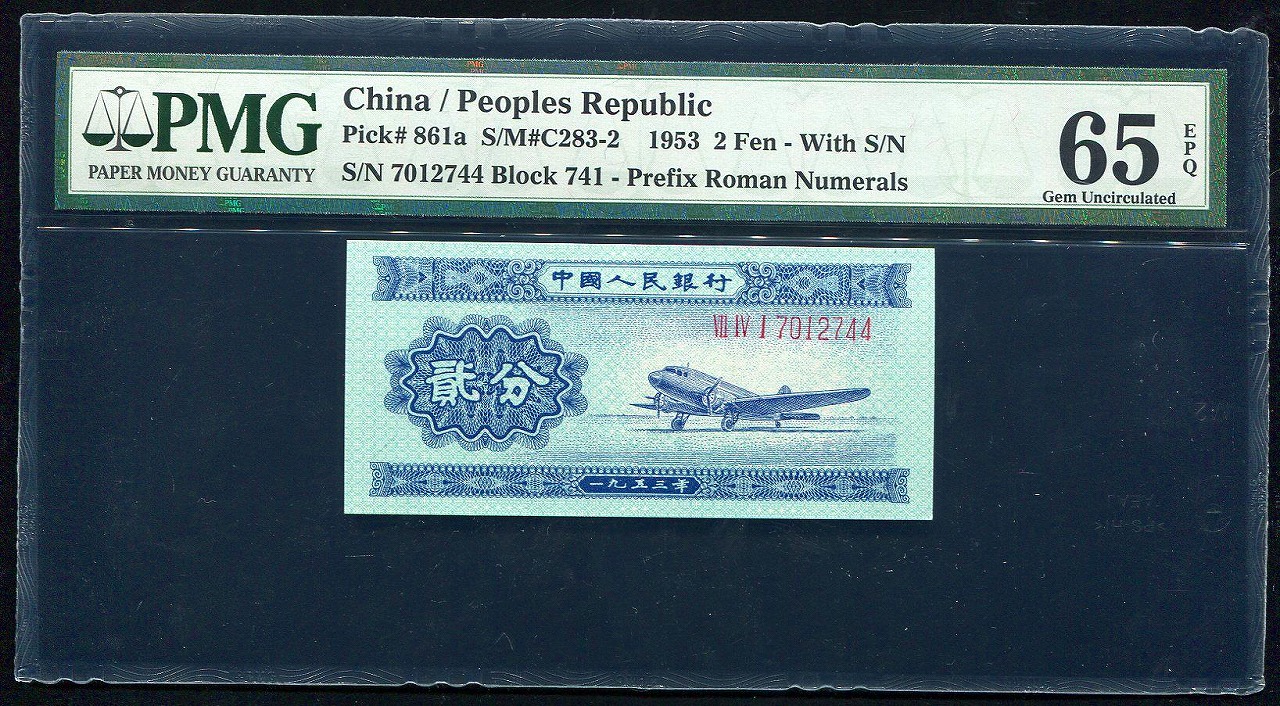 PMG
PAPER MONEY GUARANTY
China / Peoples Republic
Pick# 861a S/M#C283-2 1953 2 Fen - With S/N
S/N 7012744 Block 741 - Prefix Roman Numerals
65
EPQ
Gem Uncirculated
中國人民銀行
VII IV I 7012744
貳分
一九五三年